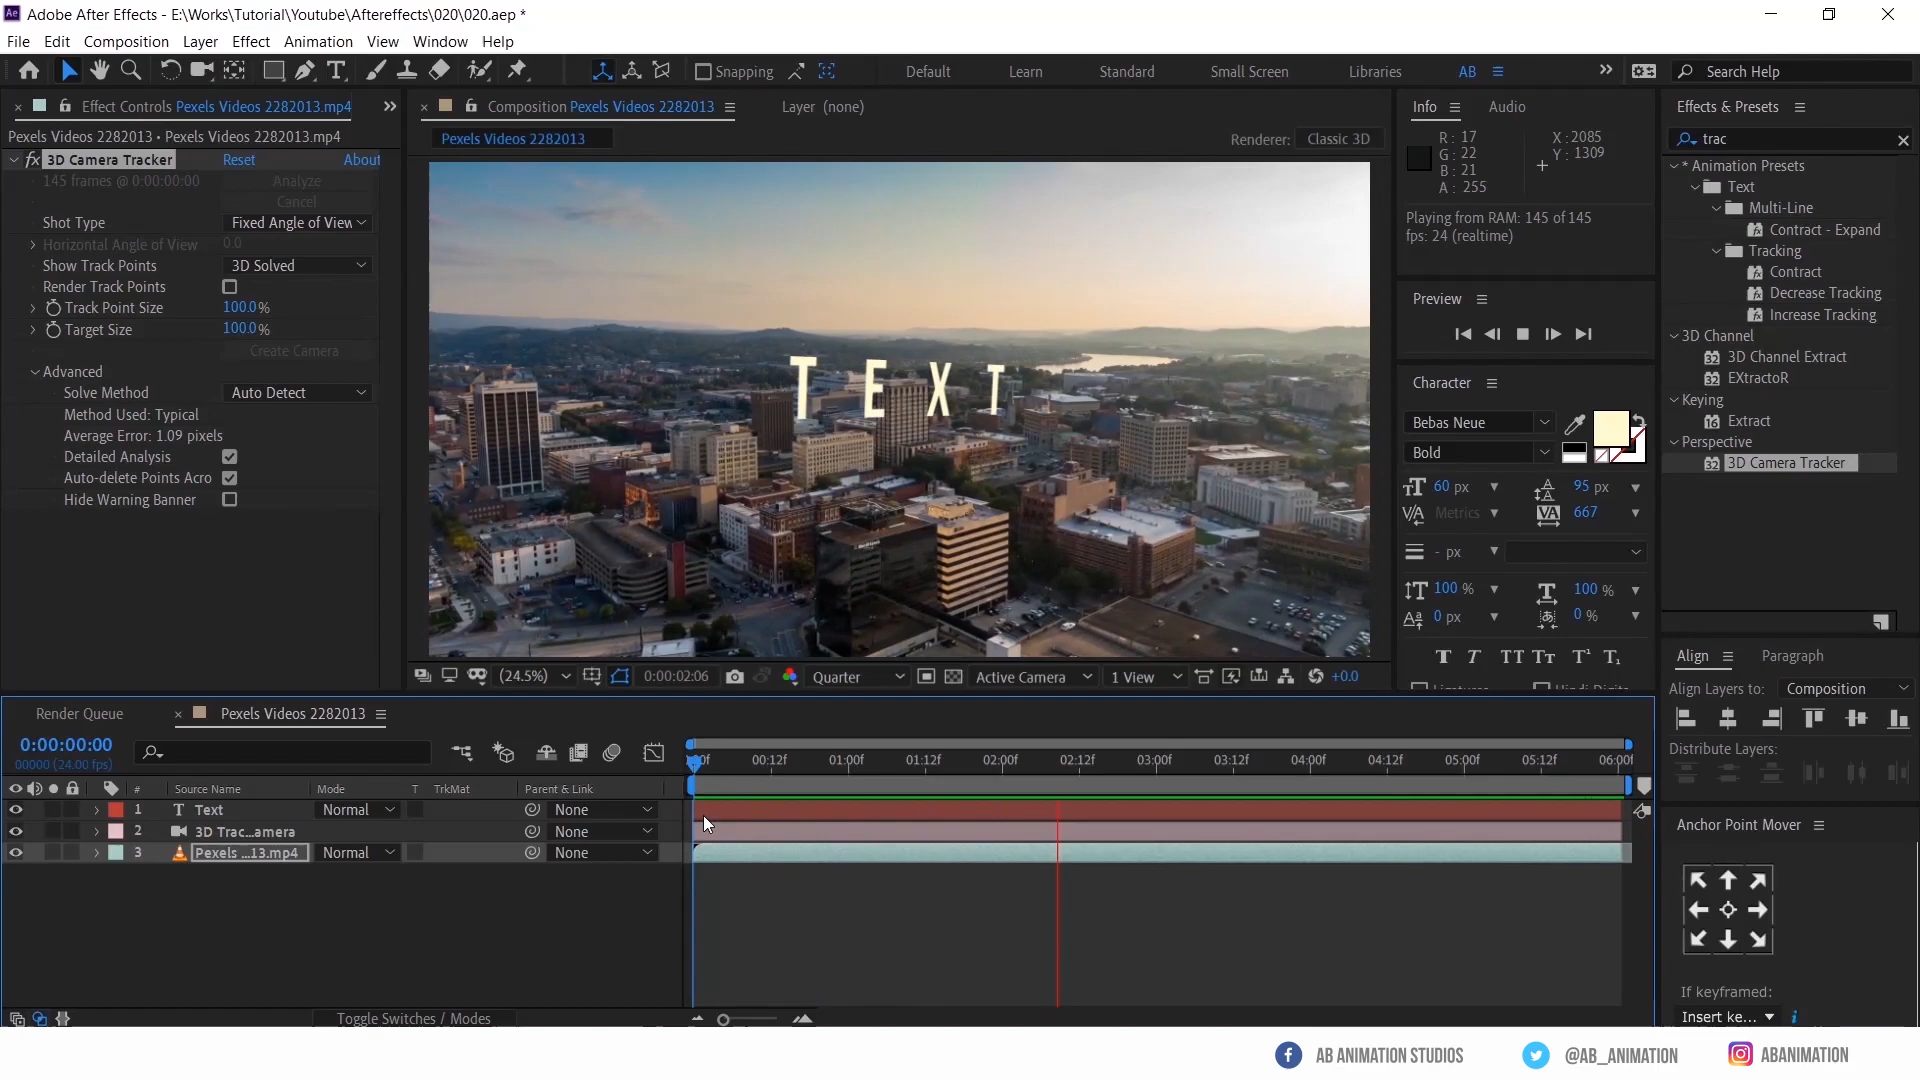 Adobe After Effects - E:\Works\Tutorial\Youtube\Aftereffects\020\020.aep *
File Edit Composition Layer Effect Animation View Window Help
Snapping Default Learn Standard Small Screen Libraries AB Search Help
Effect Controls Pexels Videos 2282013.mp4
Pexels Videos 2282013 • Pexels Videos 2282013.mp4
fx 3D Camera Tracker Reset About
145 frames @ 0:00:00:00 Analyze
Cancel
Shot Type Fixed Angle of View
Horizontal Angle of View 0.0
Show Track Points 3D Solved
Render Track Points
Track Point Size 100.0%
Target Size 100.0%
Create Camera
Advanced
Solve Method Auto Detect
Method Used: Typical
Average Error: 1.09 pixels
Detailed Analysis
Auto-delete Points Acro
Hide Warning Banner
Composition Pexels Videos 2282013 Layer (none)
Pexels Videos 2282013 Renderer: Classic 3D
TEXT
(24.5%) 0:00:02:06 Quarter Active Camera 1 View +0.0
Info Audio
R: 17 X: 2085
G: 22 Y: 1309
B: 21
A: 255
Playing from RAM: 145 of 145
fps: 24 (realtime)
Preview
Character
Bebas Neue
Bold
60 px 95 px
Metrics 667
- px
100 % 100 %
0 px 0 %
T T TT Tt T¹ T₁
Effects & Presets
trac
* Animation Presets
Text
Multi-Line
Contract - Expand
Tracking
Contract
Decrease Tracking
Increase Tracking
3D Channel
32 3D Channel Extract
32 EXtractoR
Keying
16 Extract
Perspective
32 3D Camera Tracker
Align Paragraph
Align Layers to: Composition
Distribute Layers:
Anchor Point Mover
If keyframed:
Insert ke... i
Render Queue Pexels Videos 2282013
0:00:00:00
00000 (24.00 fps)
00:12f 01:00f 01:12f 02:00f 02:12f 03:00f 03:12f 04:00f 04:12f 05:00f 05:12f 06:00f
# Source Name Mode T TrkMat Parent & Link
1 T Text Normal None
2 3D Trac...amera None
3 Pexels ...13.mp4 Normal None
Toggle Switches / Modes
AB ANIMATION STUDIOS @AB_ANIMATION ABANIMATION